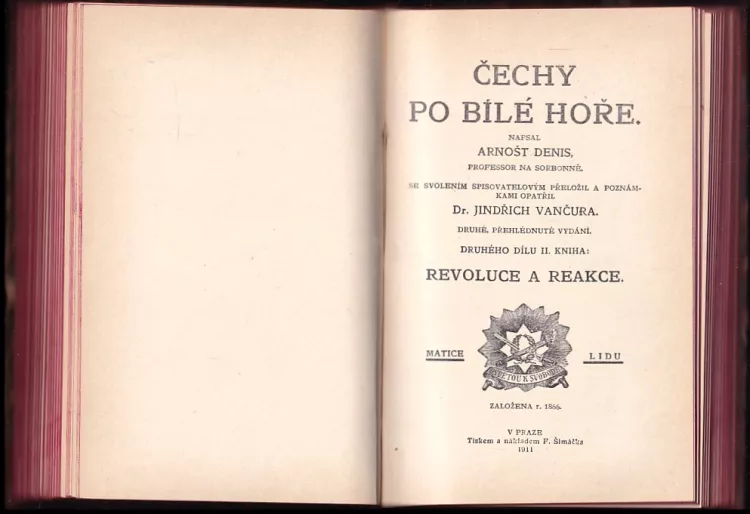 ČECHY
PO BÍLÉ HOŘE.
NAPSAL
ARNOŠT DENIS,
PROFESSOR NA SORBONNĚ.
SE SVOLENÍM SPISOVATELOVÝM PŘELOŽIL A POZNÁM-
KAMI OPATŘIL
Dr. JINDŘICH VANČURA.
DRUHÉ, PŘEHLÉDNUTÉ VYDÁNÍ.
DRUHÉHO DÍLU II. KNIHA:
REVOLUCE A REAKCE.
MATICE LIDU
OSVĚTOU K SVOBODĚ
ZALOŽENA r. 1866.
V PRAZE
Tiskem a nákladem F. Šimáčka
1911